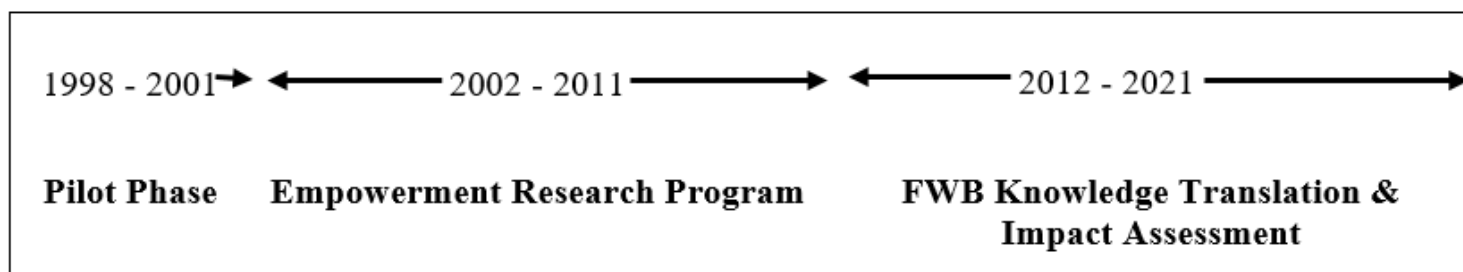 1998 - 2001 2002 - 2011 2012 - 2021
Pilot Phase Empowerment Research Program FWB Knowledge Translation &
Impact Assessment